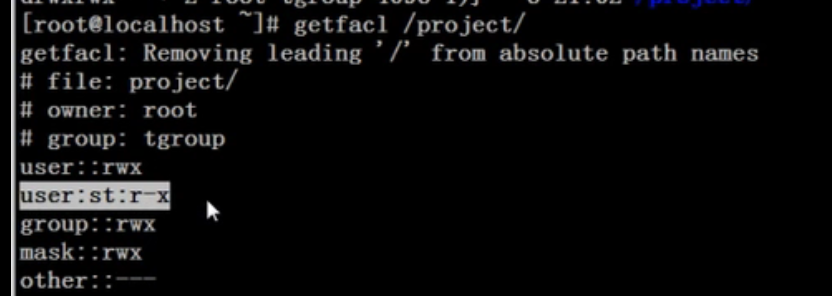 [root@localhost ~]# getfacl /project/
getfacl: Removing leading '/' from absolute path names
# file: project/
# owner: root
# group: tgroup
user::rwx
user:st:r-x
group::rwx
mask::rwx
other::---